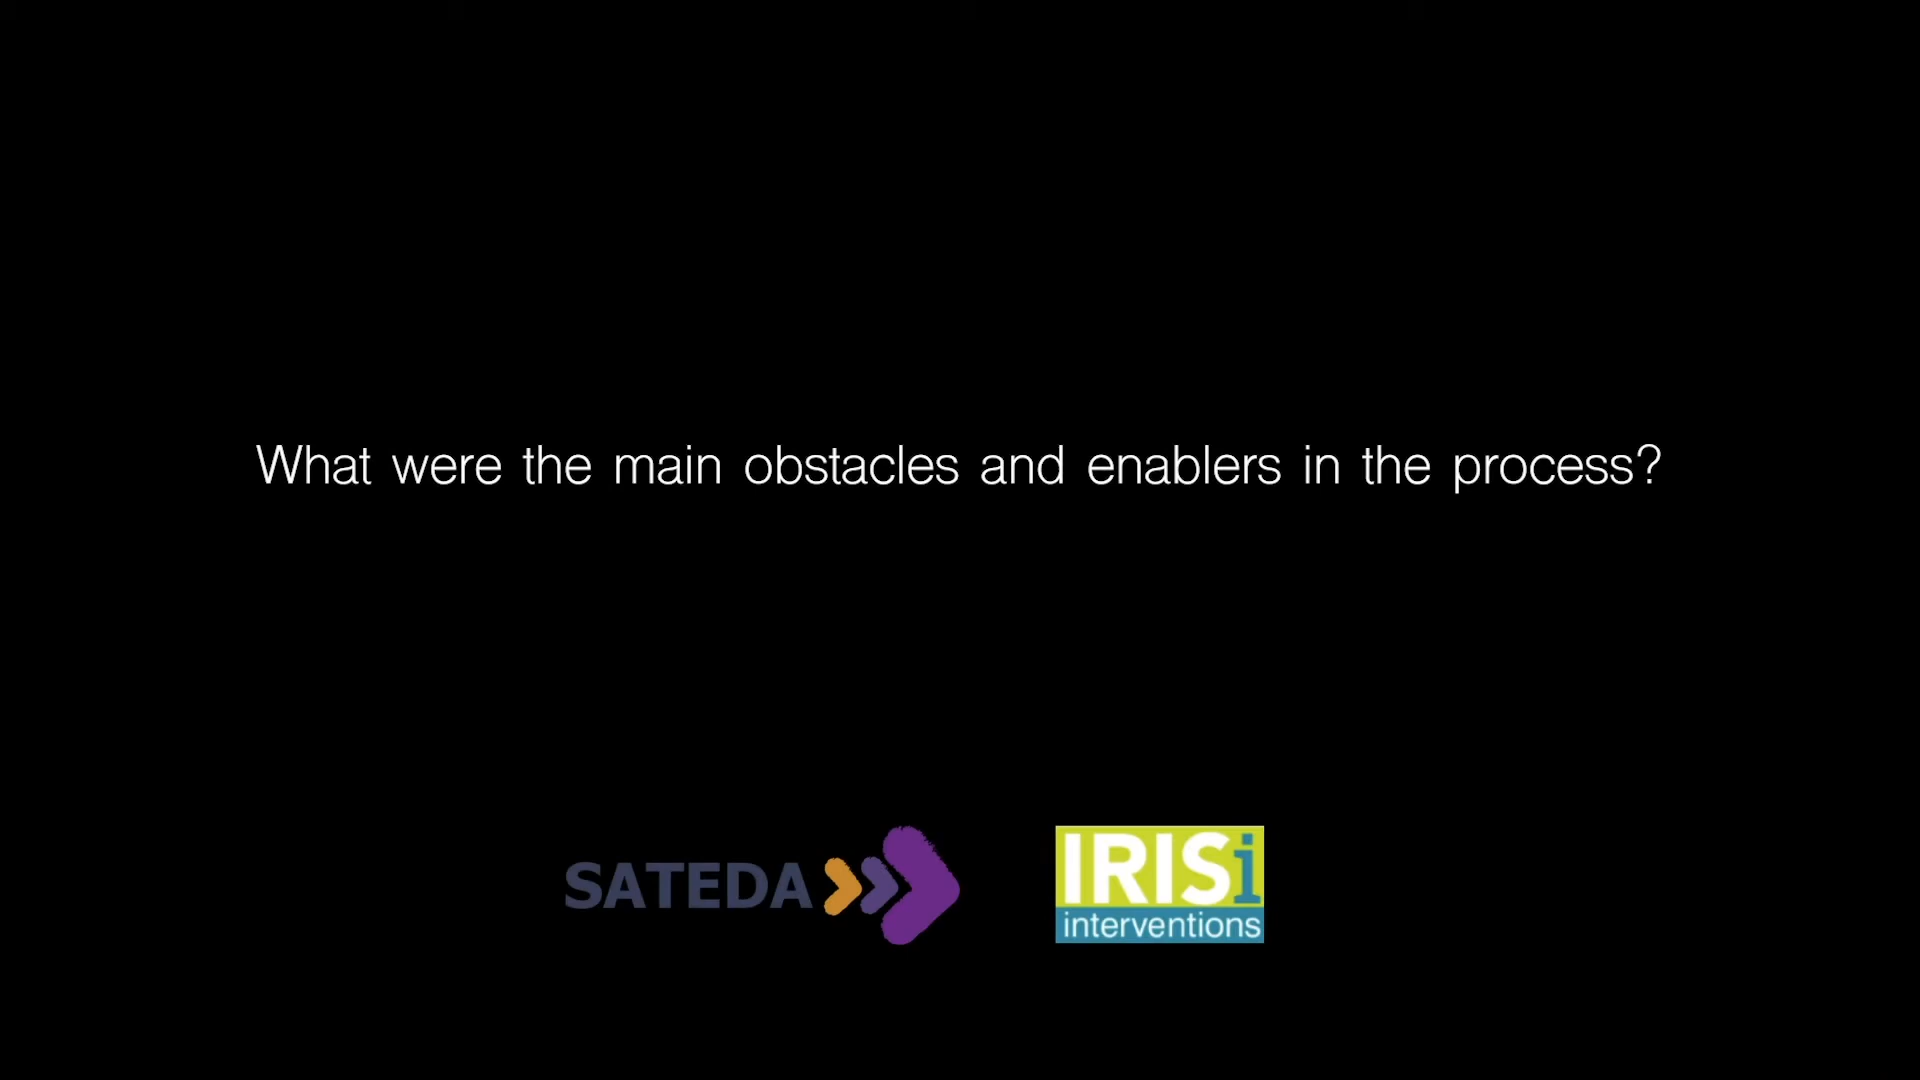 What were the main obstacles and enablers in the process?
SATEDA
IRISi
interventions